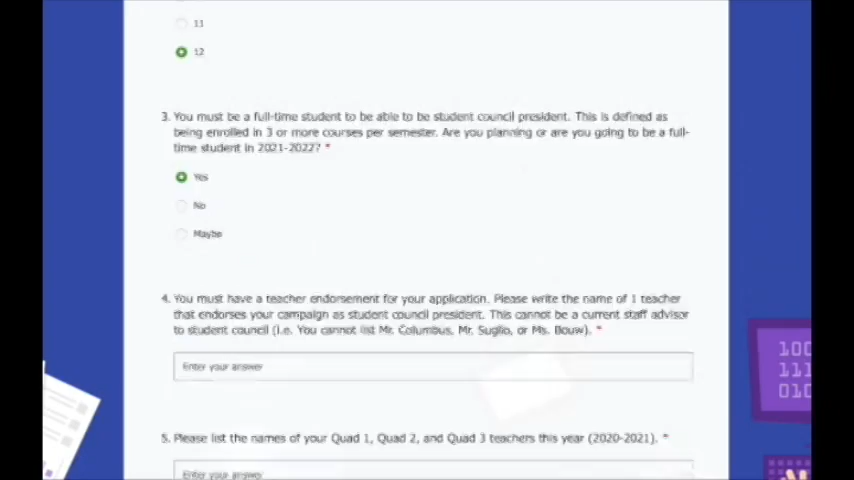 11
12
3. You must be a full-time student to be able to be student council president. This is defined as
being enrolled in 3 or more courses per semester. Are you planning or are you going to be a full-
time student in 2021-2022? *
Yes
No
Maybe
4. You must have a teacher endorsement for your application. Please write the name of 1 teacher
that endorses your campaign as student council president. This cannot be a current staff advisor
to student council (i.e. You cannot list Mr. Columbus, Mr. Suglio, or Ms. Bouw). *
Enter your answer
5. Please list the names of your Quad 1, Quad 2, and Quad 3 teachers this year (2020-2021). *
Enter your answer
100
111
010